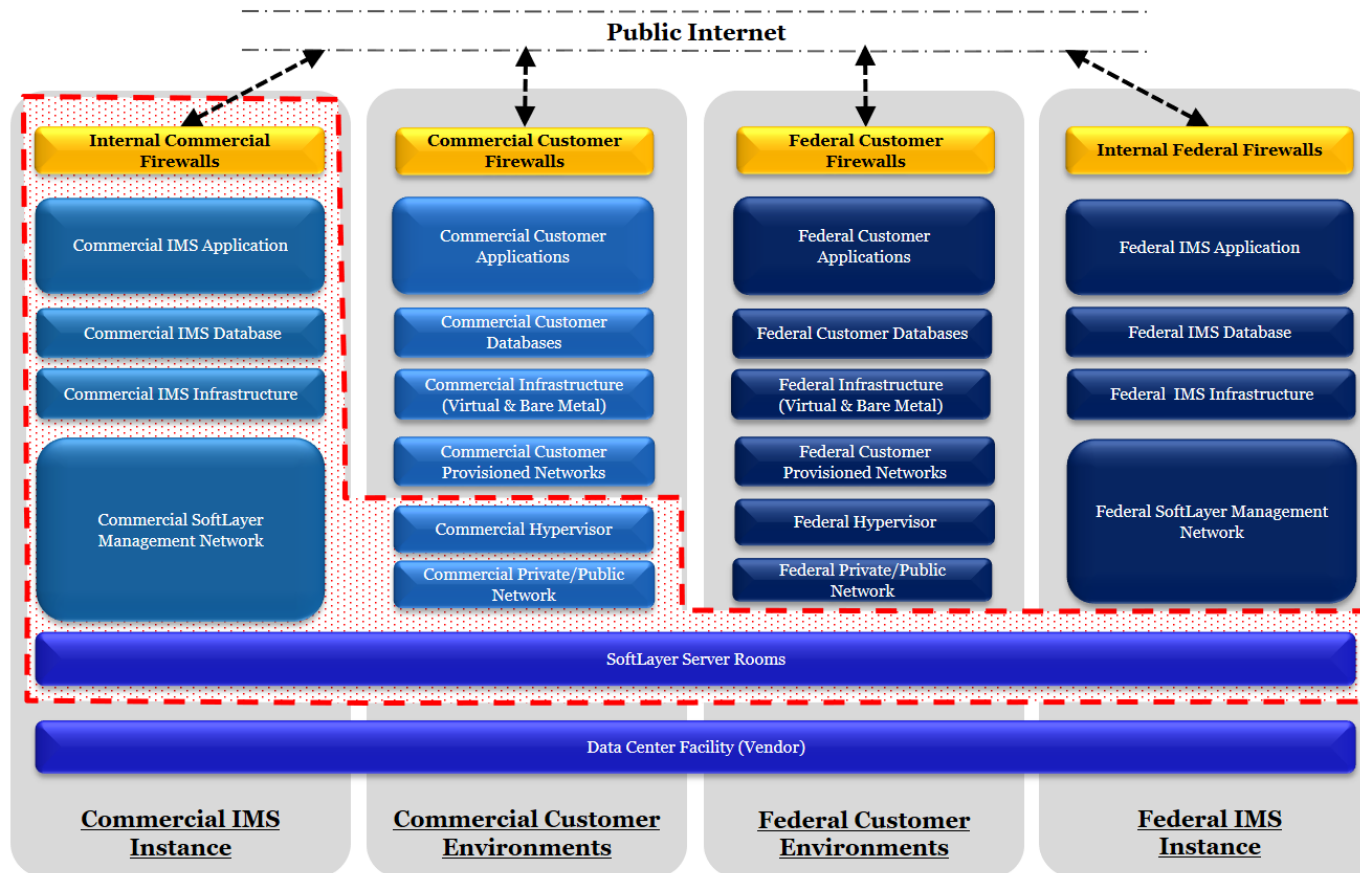 Public Internet
Internal Commercial
Firewalls
Commercial IMS Application
Commercial IMS Database
Commercial IMS Infrastructure
Commercial SoftLayer
Management Network
Commercial Customer
Firewalls
Commercial Customer
Applications
Commercial Customer
Databases
Commercial Infrastructure
(Virtual & Bare Metal)
Commercial Customer
Provisioned Networks
Commercial Hypervisor
Commercial Private/Public
Network
Federal Customer
Firewalls
Federal Customer
Applications
Federal Customer Databases
Federal Infrastructure
(Virtual & Bare Metal)
Federal Customer
Provisioned Networks
Federal Hypervisor
Federal Private/Public
Network
Internal Federal Firewalls
Federal IMS Application
Federal IMS Database
Federal IMS Infrastructure
Federal SoftLayer Management
Network
SoftLayer Server Rooms
Data Center Facility (Vendor)
Commercial IMS
Instance
Commercial Customer
Environments
Federal Customer
Environments
Federal IMS
Instance